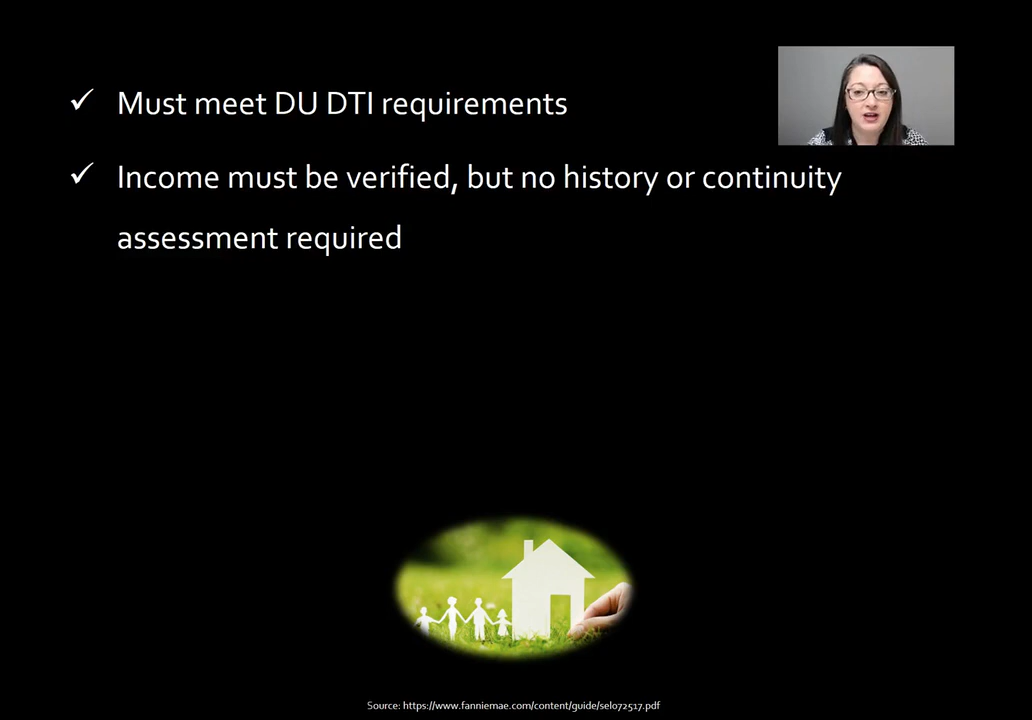 ✓ Must meet DU DTI requirements
✓ Income must be verified, but no history or continuity
assessment required
Source: https://www.fanniemae.com/content/guide/sel072517.pdf